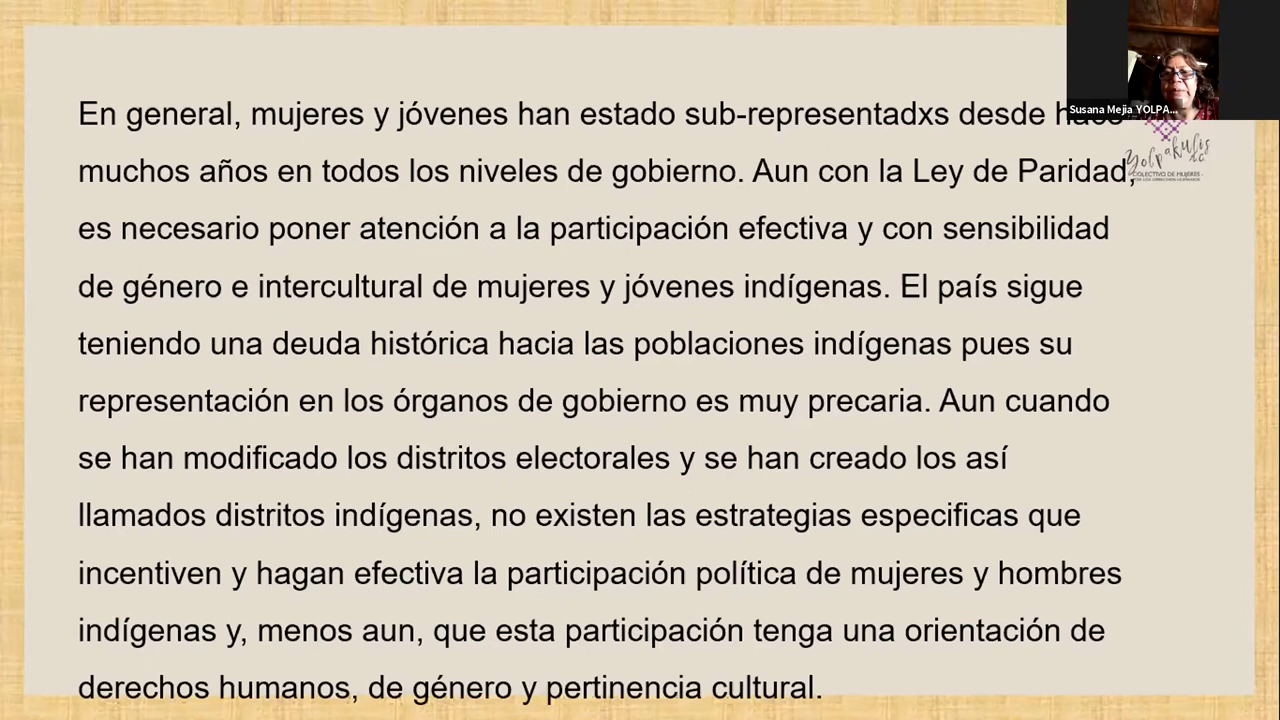 Susana Mejia YOLPA...
En general, mujeres y jóvenes han estado sub-representadxs desde hace
muchos años en todos los niveles de gobierno. Aun con la Ley de Paridad,
es necesario poner atención a la participación efectiva y con sensibilidad
de género e intercultural de mujeres y jóvenes indígenas. El país sigue
teniendo una deuda histórica hacia las poblaciones indígenas pues su
representación en los órganos de gobierno es muy precaria. Aun cuando
se han modificado los distritos electorales y se han creado los así
llamados distritos indígenas, no existen las estrategias especificas que
incentiven y hagan efectiva la participación política de mujeres y hombres
indígenas y, menos aun, que esta participación tenga una orientación de
derechos humanos, de género y pertinencia cultural.
Yolpakulis
A.C.
COLECTIVO DE MUJERES